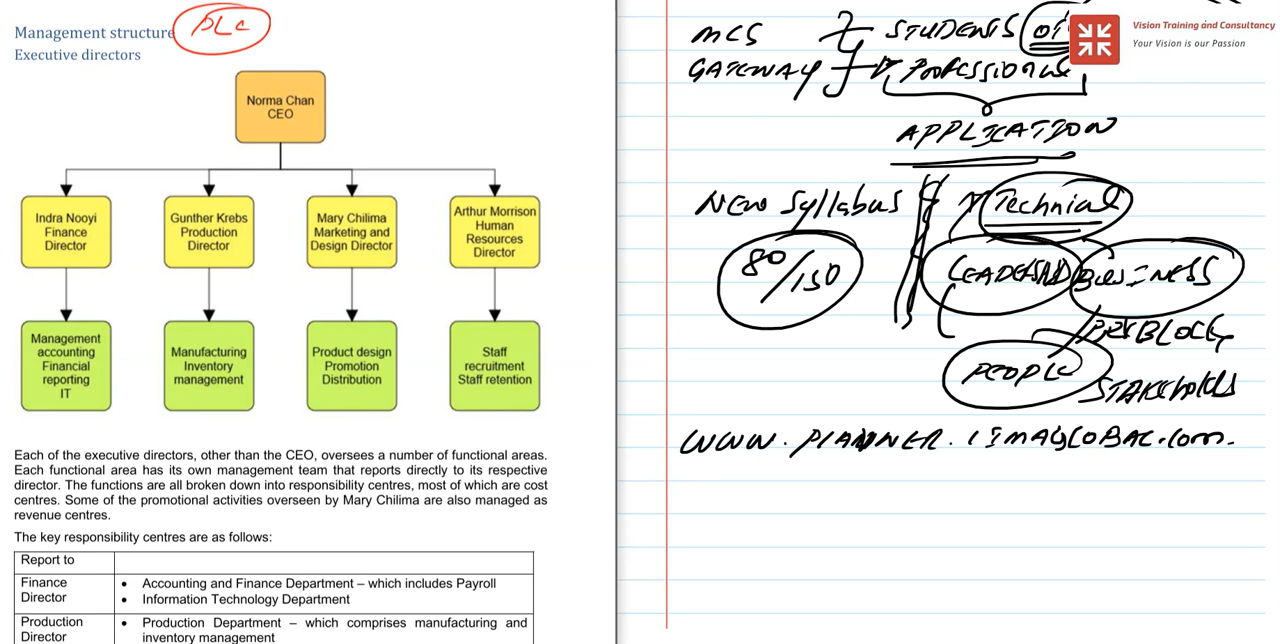 Management structure
PLC
Executive directors
Norma Chan
CEO
Indra Nooyi
Finance
Director
Gunther Krebs
Production
Director
Mary Chilima
Marketing and
Design Director
Arthur Morrison
Human
Resources
Director
Management
accounting
Financial
reporting
IT
Manufacturing
Inventory
management
Product design
Promotion
Distribution
Staff
recruitment
Staff retention
Each of the executive directors, other than the CEO, oversees a number of functional areas.
Each functional area has its own management team that reports directly to its respective
director. The functions are all broken down into responsibility centres, most of which are cost
centres. Some of the promotional activities overseen by Mary Chilima are also managed as
revenue centres.
The key responsibility centres are as follows:
Report to
Finance
Director
• Accounting and Finance Department – which includes Payroll
• Information Technology Department
Production
Director
• Production Department – which comprises manufacturing and
inventory management
MCS STUDENTS OT
GATEWAY PROFESSIONALS
Vision Training and Consultancy
Your Vision is our Passion
APPLICATION
New Syllabus Technial
80/150
BUSINESS
PEOPLE